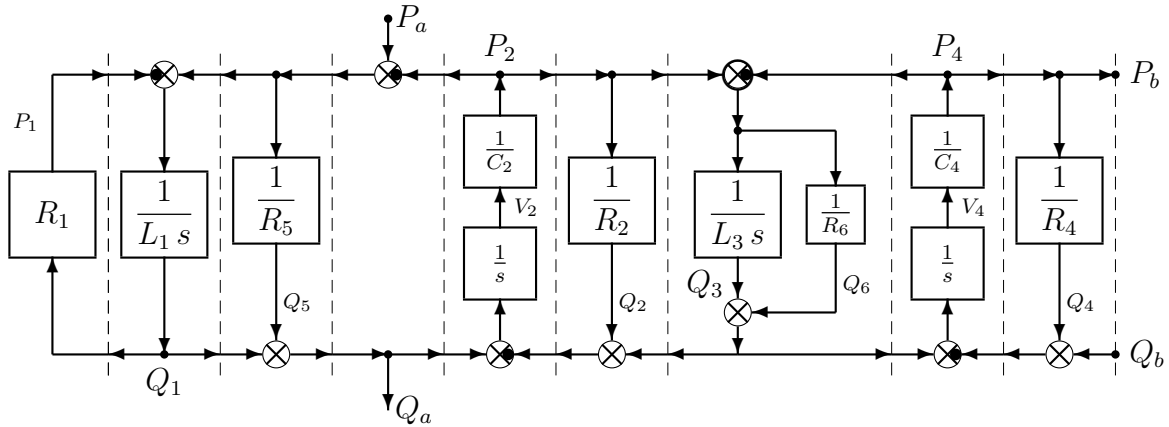 P_a
P_2
P_4
P_b
P_1
R_1
1/(L_1 s)
1/R_5
1/C_2
V_2
1/s
1/R_2
1/(L_3 s)
1/R_6
1/C_4
V_4
1/s
1/R_4
Q_5
Q_2
Q_3
Q_6
Q_4
Q_1
Q_a
Q_b